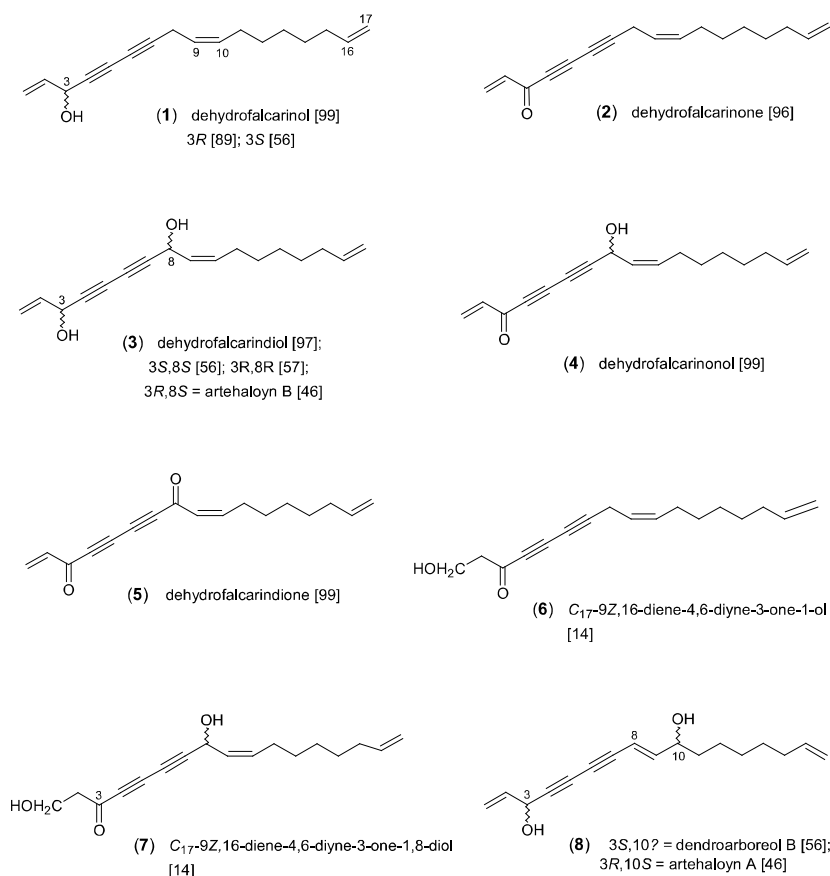 17
9
10
16
3
OH
(1) dehydrofalcarinol [99]
3R [89]; 3S [56]
O
(2) dehydrofalcarinone [96]
OH
8
3
OH
(3) dehydrofalcarindiol [97];
3S,8S [56]; 3R,8R [57];
3R,8S = artehaloyn B [46]
OH
O
(4) dehydrofalcarinonol [99]
O
O
(5) dehydrofalcarindione [99]
HOH₂C
O
(6) C₁₇-9Z,16-diene-4,6-diyne-3-one-1-ol
[14]
OH
3
HOH₂C
O
(7) C₁₇-9Z,16-diene-4,6-diyne-3-one-1,8-diol
[14]
OH
8
10
3
OH
(8) 3S,10? = dendroarboreol B [56];
3R,10S = artehaloyn A [46]